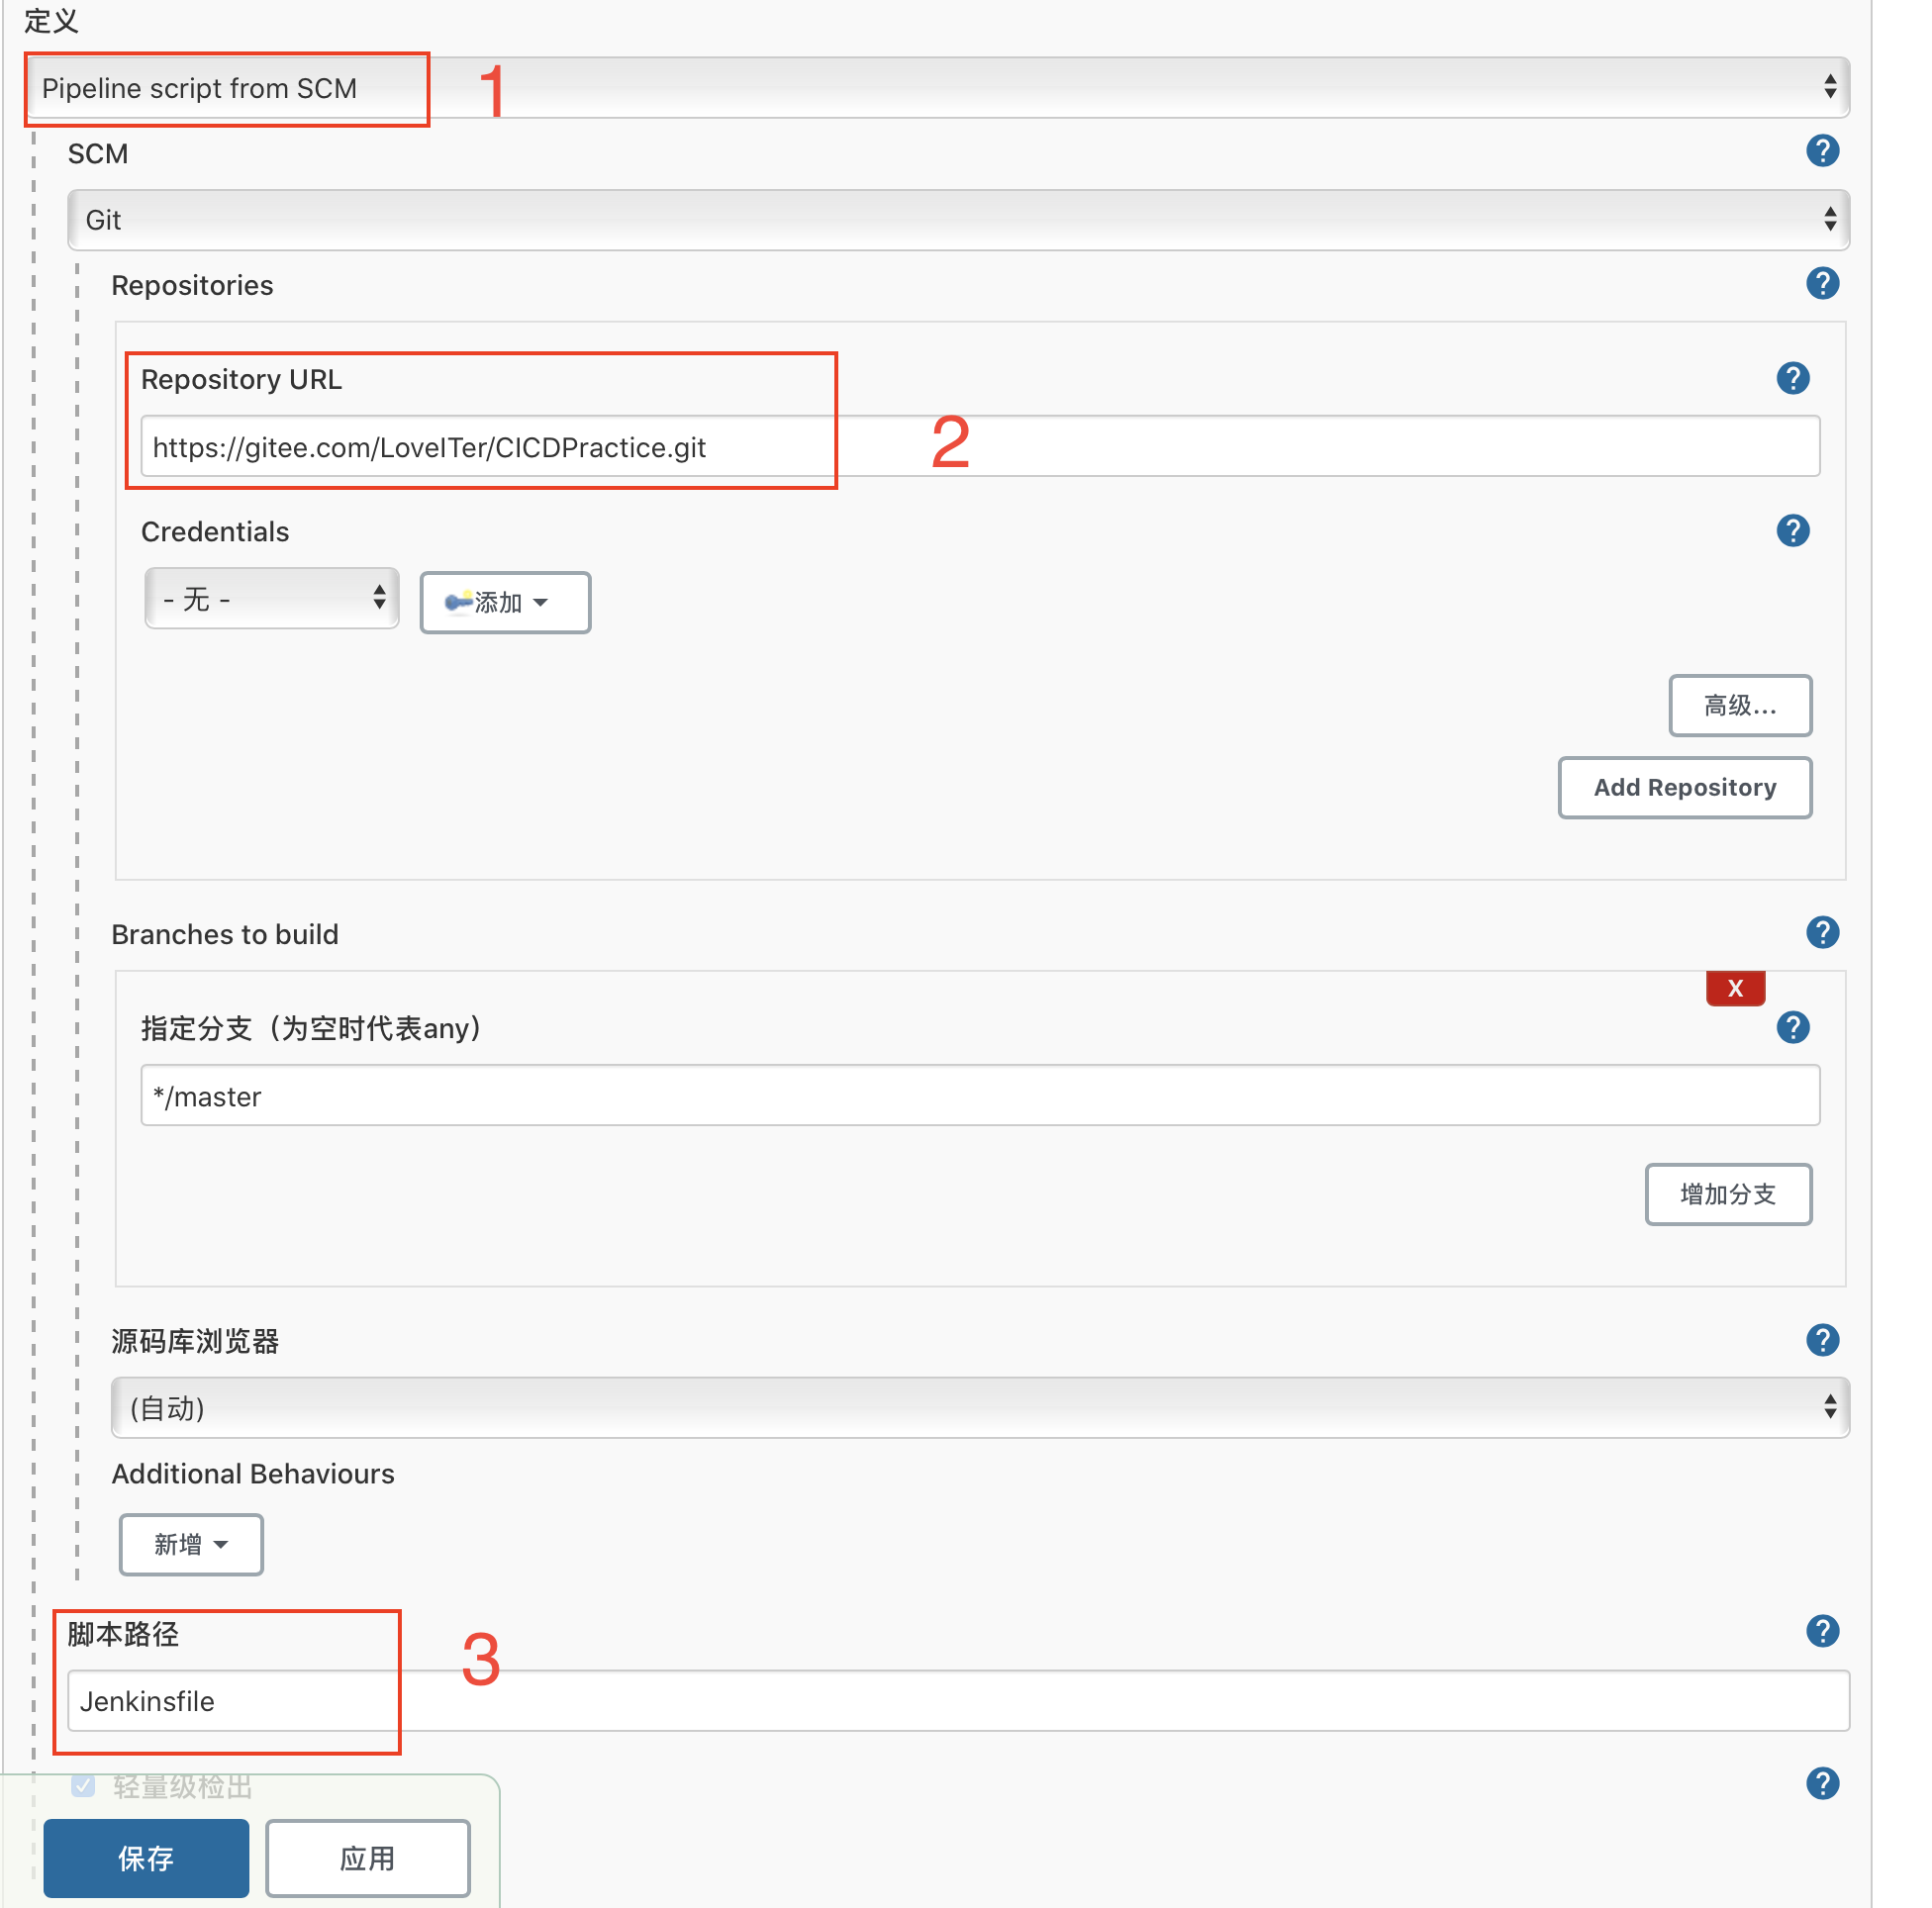 定义
Pipeline script from SCM
1
SCM
?
Git
Repositories
?
Repository URL
?
https://gitee.com/LoveITer/CICDPractice.git
2
Credentials
?
- 无 -
添加
高级...
Add Repository
Branches to build
?
X
指定分支（为空时代表any）
?
*/master
增加分支
源码库浏览器
?
(自动)
Additional Behaviours
新增
脚本路径
?
3
Jenkinsfile
轻量级检出
?
保存
应用